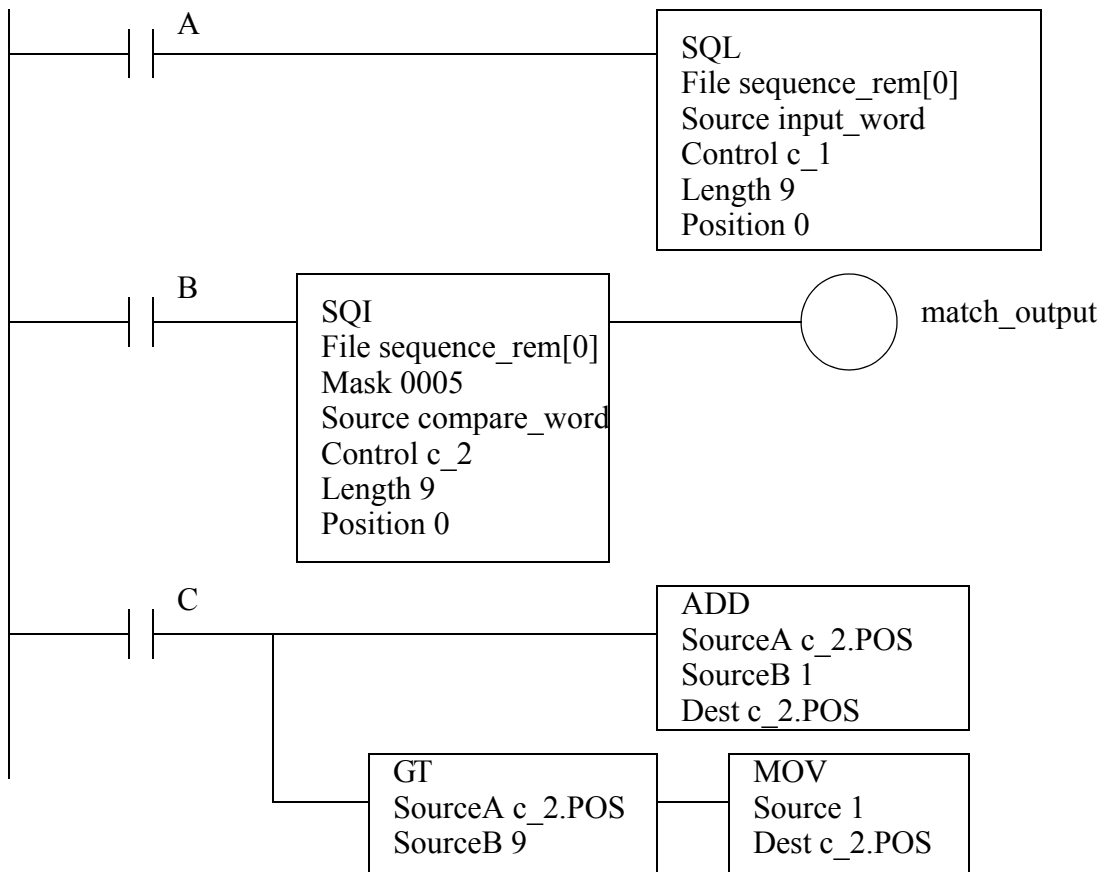 A
SQL
File sequence_rem[0]
Source input_word
Control c_1
Length 9
Position 0
B
SQI
File sequence_rem[0]
Mask 0005
Source compare_word
Control c_2
Length 9
Position 0
match_output
C
ADD
SourceA c_2.POS
SourceB 1
Dest c_2.POS
GT
SourceA c_2.POS
SourceB 9
MOV
Source 1
Dest c_2.POS